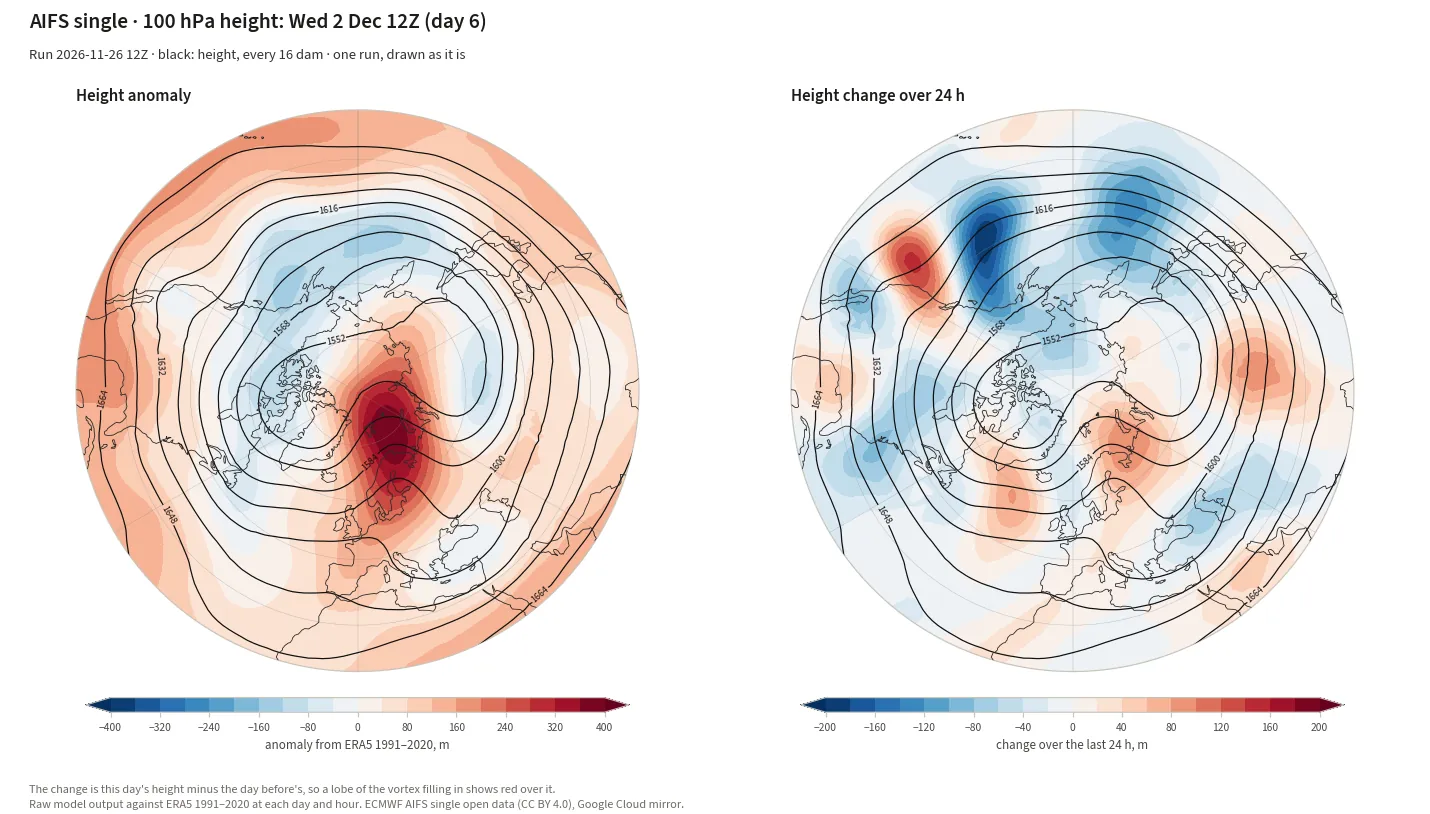 AIFS single · 100 hPa height: Wed 2 Dec 12Z (day 6)
Run 2026-11-26 12Z · black: height, every 16 dam · one run, drawn as it is
Height anomaly
Height change over 24 h
1616
1568
1552
1632
1664
1584
1600
1648
1664
1616
1568
1552
1632
1664
1584
1600
1648
1664
−400 −320 −240 −160 −80 0 80 160 240 320 400
anomaly from ERA5 1991–2020, m
−200 −160 −120 −80 −40 0 40 80 120 160 200
change over the last 24 h, m
The change is this day's height minus the day before's, so a lobe of the vortex filling in shows red over it.
Raw model output against ERA5 1991–2020 at each day and hour. ECMWF AIFS single open data (CC BY 4.0), Google Cloud mirror.